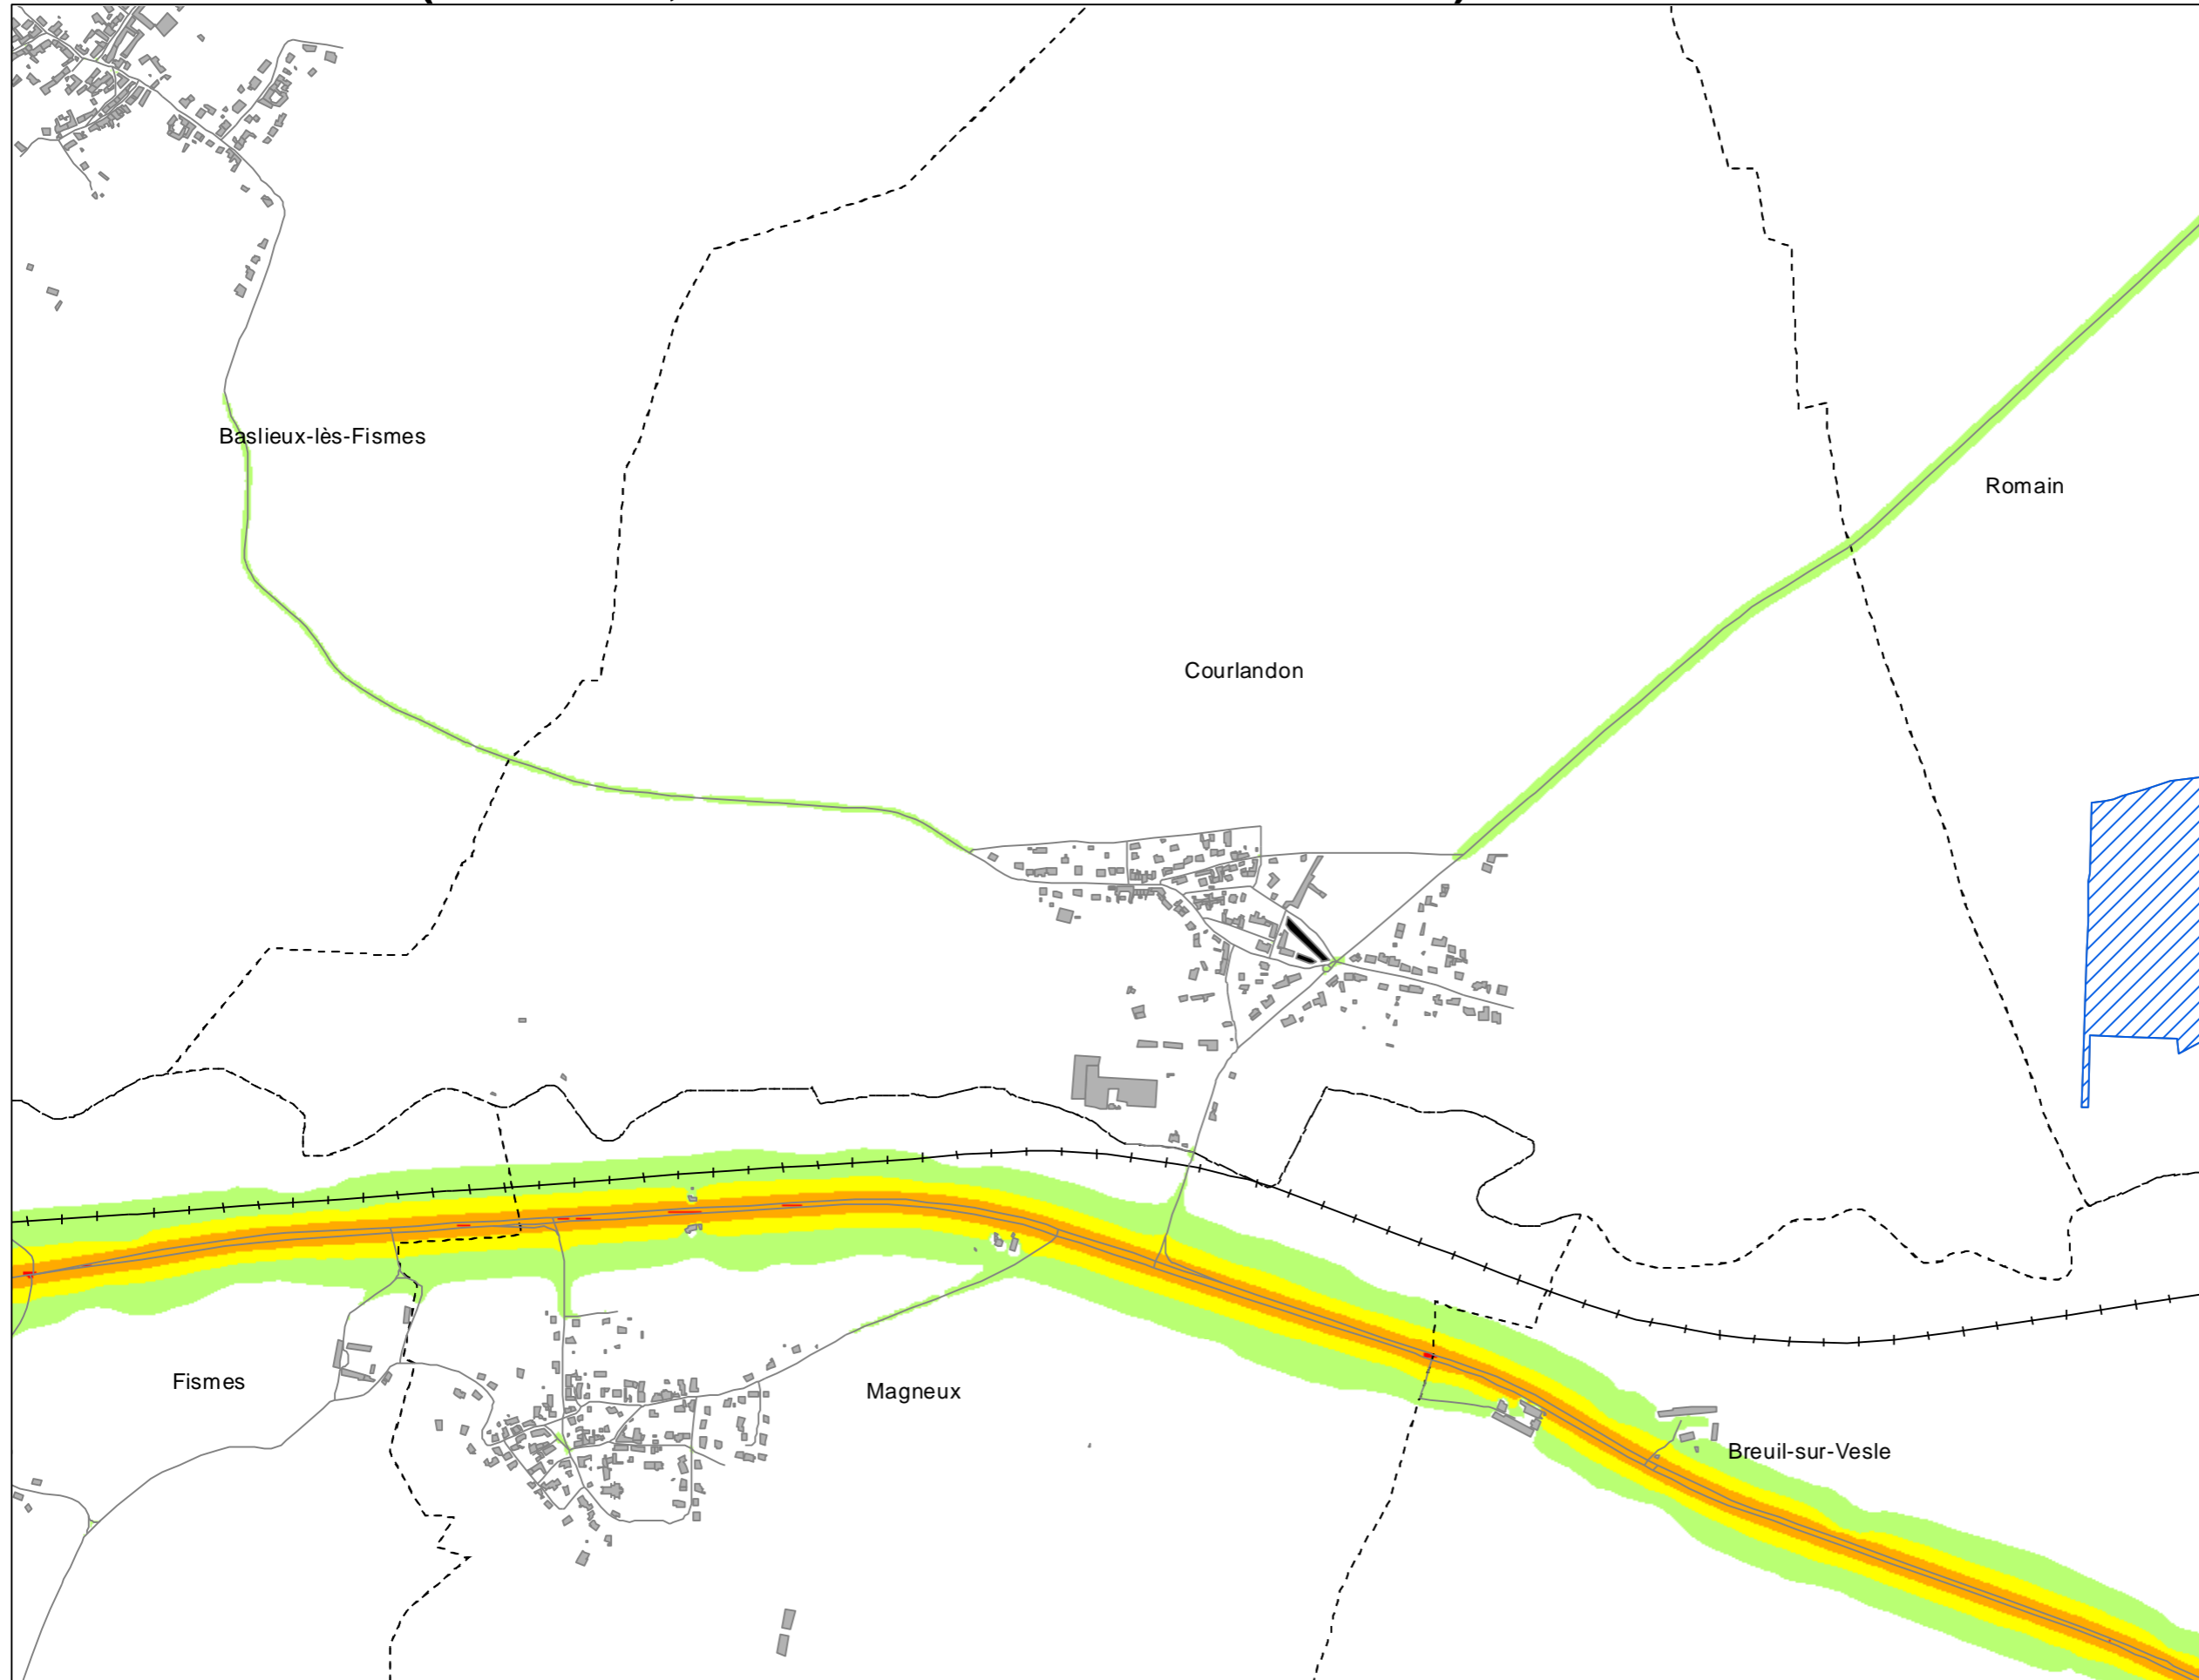 Baslieux-lès-Fismes
Romain
Courlandon
Fismes
Magneux
Breuil-sur-Vesle